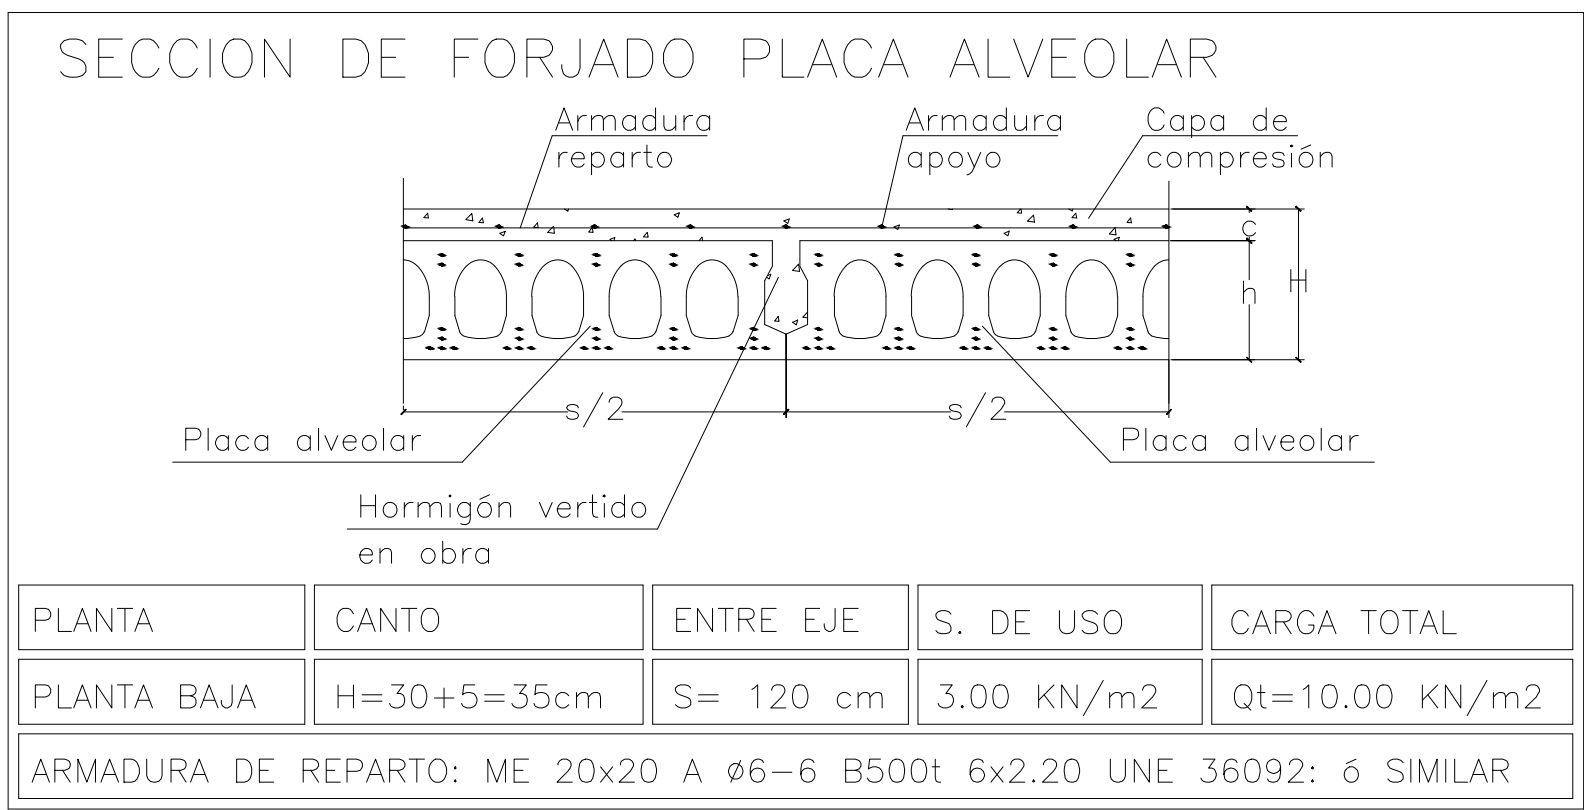 SECCION DE FORJADO PLACA ALVEOLAR
Armadura
reparto
Armadura
apoyo
Capa de
compresión
c
h
H
s/2
s/2
Placa alveolar
Placa alveolar
Hormigón vertido
en obra
PLANTA
CANTO
ENTRE EJE
S. DE USO
CARGA TOTAL
PLANTA BAJA
H=30+5=35cm
S= 120 cm
3.00 KN/m2
Qt=10.00 KN/m2
ARMADURA DE REPARTO: ME 20x20 A ø6-6 B500t 6x2.20 UNE 36092: ó SIMILAR